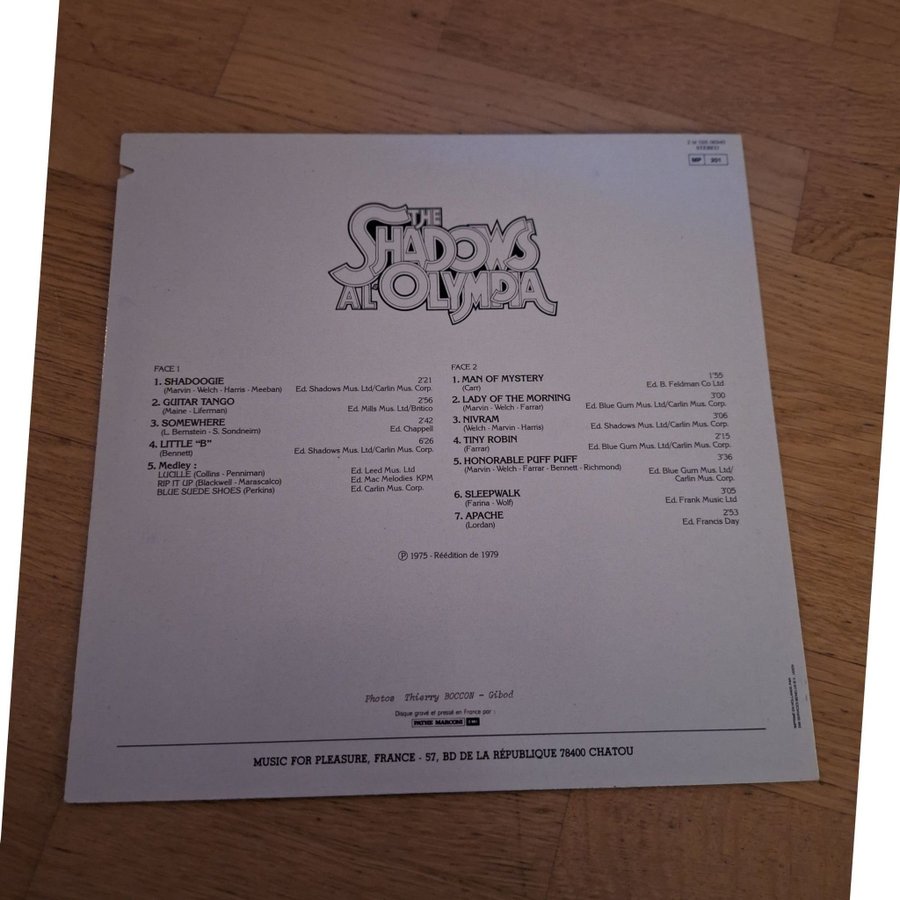 STEREO
MP 201
THE
SHADOWS
A L'OLYMPIA
FACE 1
1. SHADOOGIE 2'21
(Marvin - Welch - Harris - Meeban) Ed. Shadows Mus. Ltd/Carlin Mus. Corp.
2. GUITAR TANGO 2'56
(Maine - Liferman) Ed. Mills Mus. Ltd/Britico
3. SOMEWHERE 2'42
(L. Bernstein - S. Sondneim) Ed. Chappell
4. LITTLE "B" 6'26
(Bennett) Ed. Shadows Mus. Ltd/Carlin Mus. Corp.
5. Medley :
LUCILLE (Collins - Penniman) Ed. Leed Mus. Ltd
RIP IT UP (Blackwell - Marascalco) Ed. Mac Melodies KPM
BLUE SUEDE SHOES (Perkins) Ed. Carlin Mus. Corp.
FACE 2
1. MAN OF MYSTERY 1'55
(Carr) Ed. B. Feldman Co Ltd
2. LADY OF THE MORNING 3'00
(Marvin - Welch - Farrar) Ed. Blue Gum Mus. Ltd/Carlin Mus. Corp.
3. NIVRAM 3'06
(Welch - Marvin - Harris) Ed. Shadows Mus. Ltd/Carlin Mus. Corp.
4. TINY ROBIN 2'15
(Farrar) Ed. Blue Gum Mus. Ltd/Carlin Mus. Corp.
5. HONORABLE PUFF PUFF 3'36
(Marvin - Welch - Farrar - Bennett - Richmond) Ed. Blue Gum Mus. Ltd/
Carlin Mus. Corp.
6. SLEEPWALK 3'05
(Farina - Wolf) Ed. Frank Music Ltd
7. APACHE 2'53
(Lordan) Ed. Francis Day
Ⓟ 1975 - Réédition de 1979
Photos Thierry BOCCON - Gibod
Disque gravé et pressé en France par :
PATHE MARCONI EMI
MUSIC FOR PLEASURE, FRANCE - 57, BD DE LA RÉPUBLIQUE 78400 CHATOU